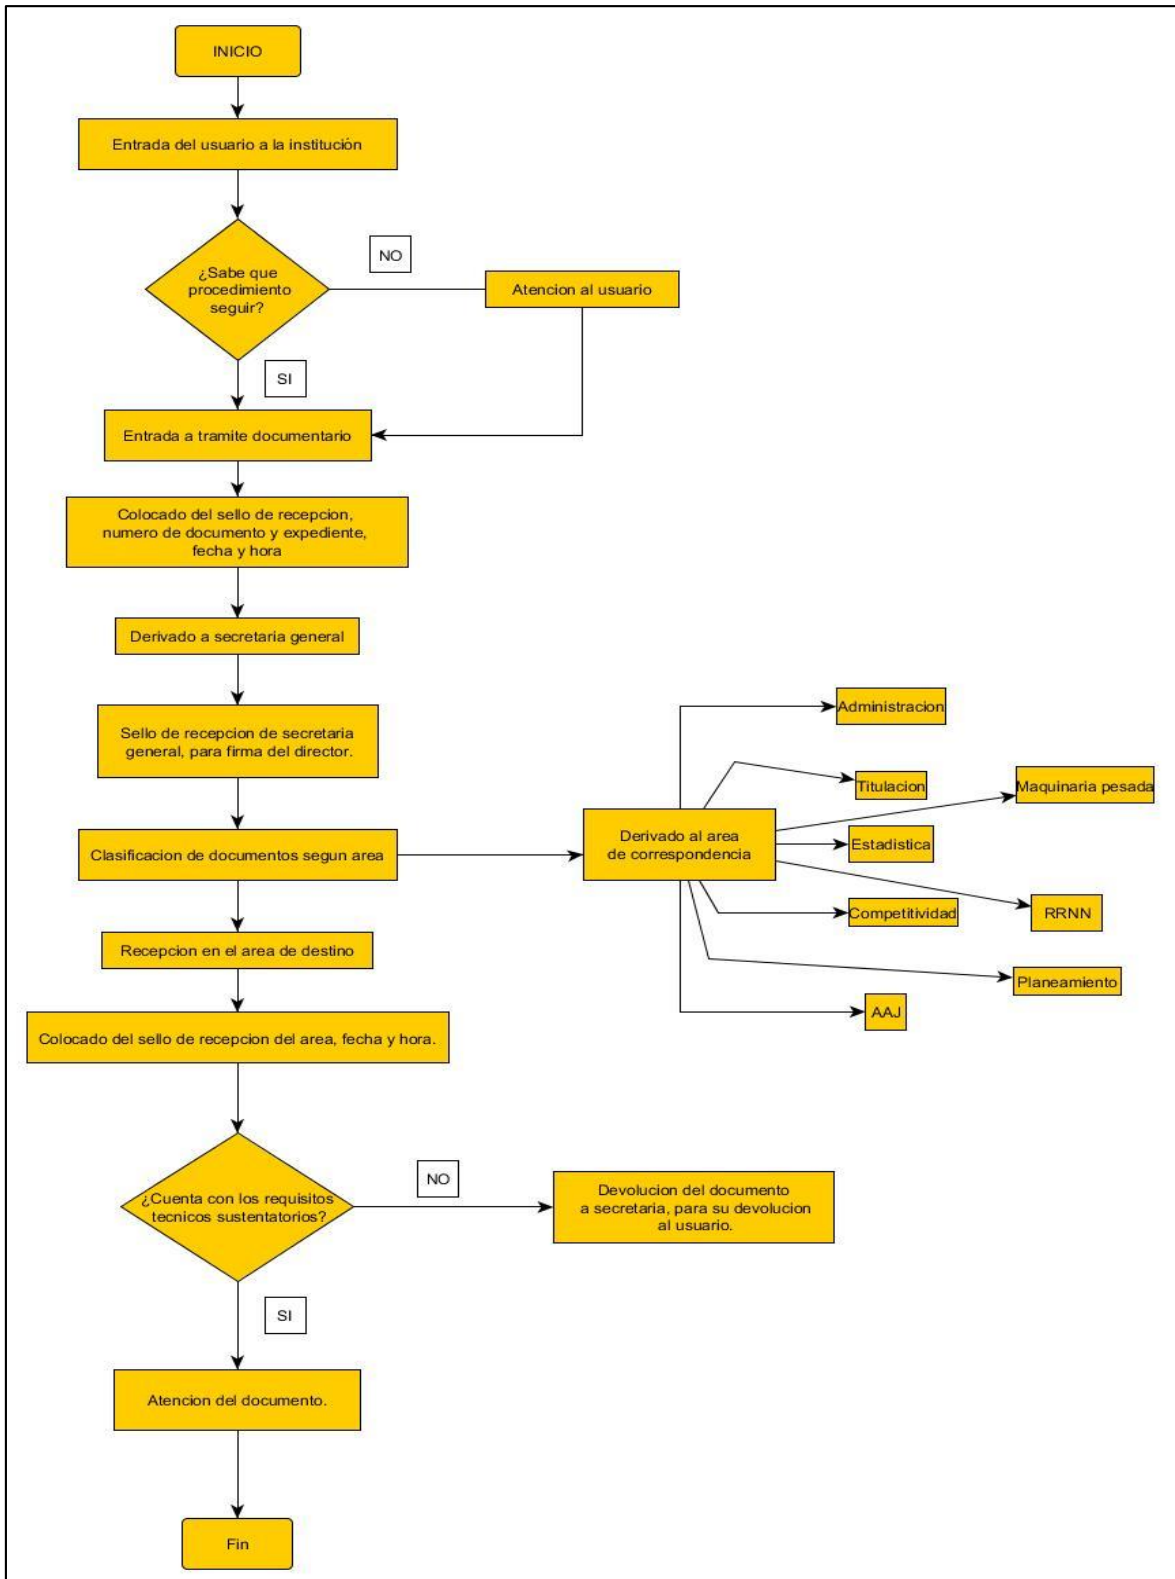 INICIO
Entrada del usuario a la institución
¿Sabe que
procedimiento
seguir?
NO
Atencion al usuario
SI
Entrada a tramite documentario
Colocado del sello de recepcion,
numero de documento y expediente,
fecha y hora
Derivado a secretaria general
Sello de recepcion de secretaria
general, para firma del director.
Clasificacion de documentos segun area
Derivado al area
de correspondencia
Administracion
Titulacion
Maquinaria pesada
Estadistica
Competitividad
RRNN
Planeamiento
AAJ
Recepcion en el area de destino
Colocado del sello de recepcion del area, fecha y hora.
¿Cuenta con los requisitos
tecnicos sustentatorios?
NO
Devolucion del documento
a secretaria, para su devolucion
al usuario.
SI
Atencion del documento.
Fin